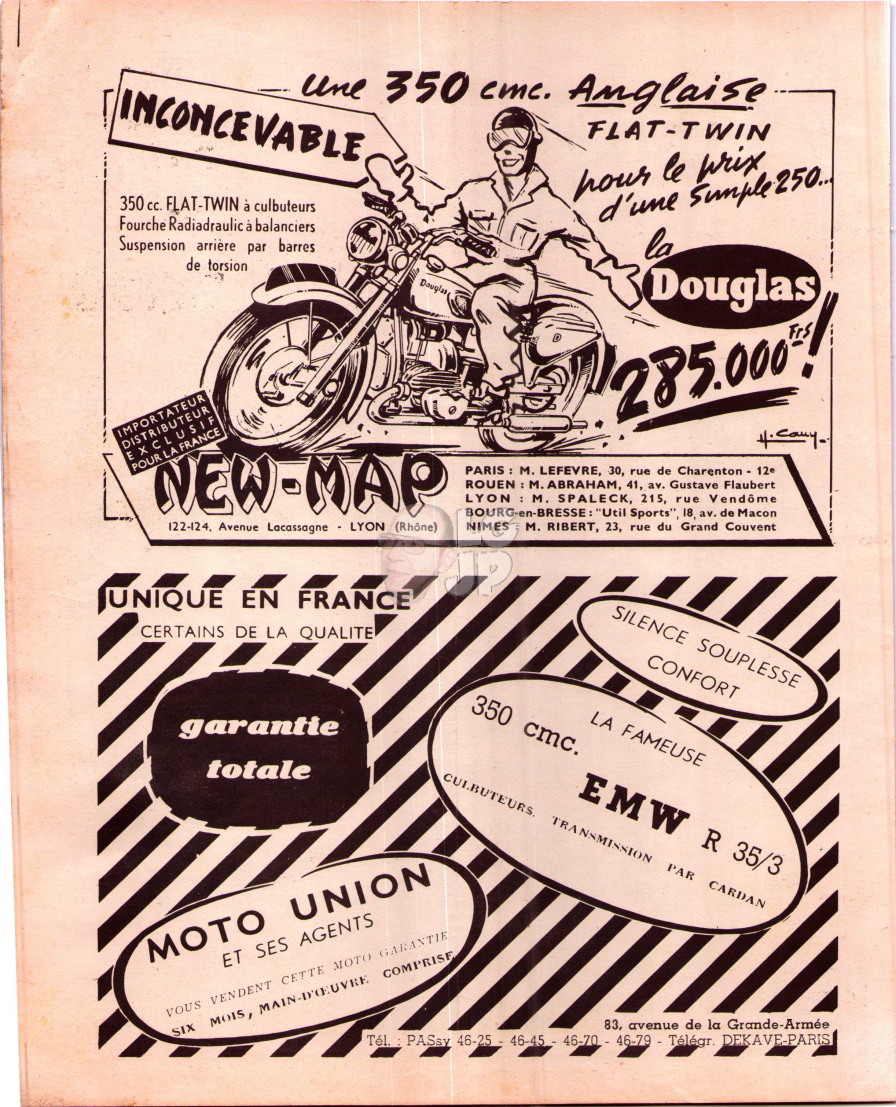 Une 350 cmc. Anglaise
INCONCEVABLE
FLAT-TWIN
pour le prix
d'une simple 250...
350 cc. FLAT-TWIN à culbuteurs
Fourche Radiadraulic à balanciers
Suspension arrière par barres
de torsion
la
Douglas
Douglas
285.000 Frs!
IMPORTATEUR
DISTRIBUTEUR
EXCLUSIF
POUR LA FRANCE
H. Couy.
NEW-MAP
122-124, Avenue Lacassagne - LYON (Rhône)
PARIS : M. LEFEVRE, 30, rue de Charenton - 12e
ROUEN : M. ABRAHAM, 41, av. Gustave Flaubert
LYON : M. SPALECK, 215, rue Vendôme
BOURG-en-BRESSE : "Util Sports", 18, av. de Macon
NIMES : M. RIBERT, 23, rue du Grand Couvent
LG
JP
UNIQUE EN FRANCE
CERTAINS DE LA QUALITE
SILENCE SOUPLESSE
CONFORT
garantie
totale
350 cmc.
LA FAMEUSE
EMW R 35/3
CULBUTEURS, TRANSMISSION PAR CARDAN
MOTO UNION
ET SES AGENTS
VOUS VENDENT CETTE MOTO GARANTIE
SIX MOIS, MAIN-D'ŒUVRE COMPRISE
83, avenue de la Grande-Armée
Tél. : PASsy 46-25 - 46-45 - 46-70 - 46-79 - Télégr. DEKAVE-PARIS